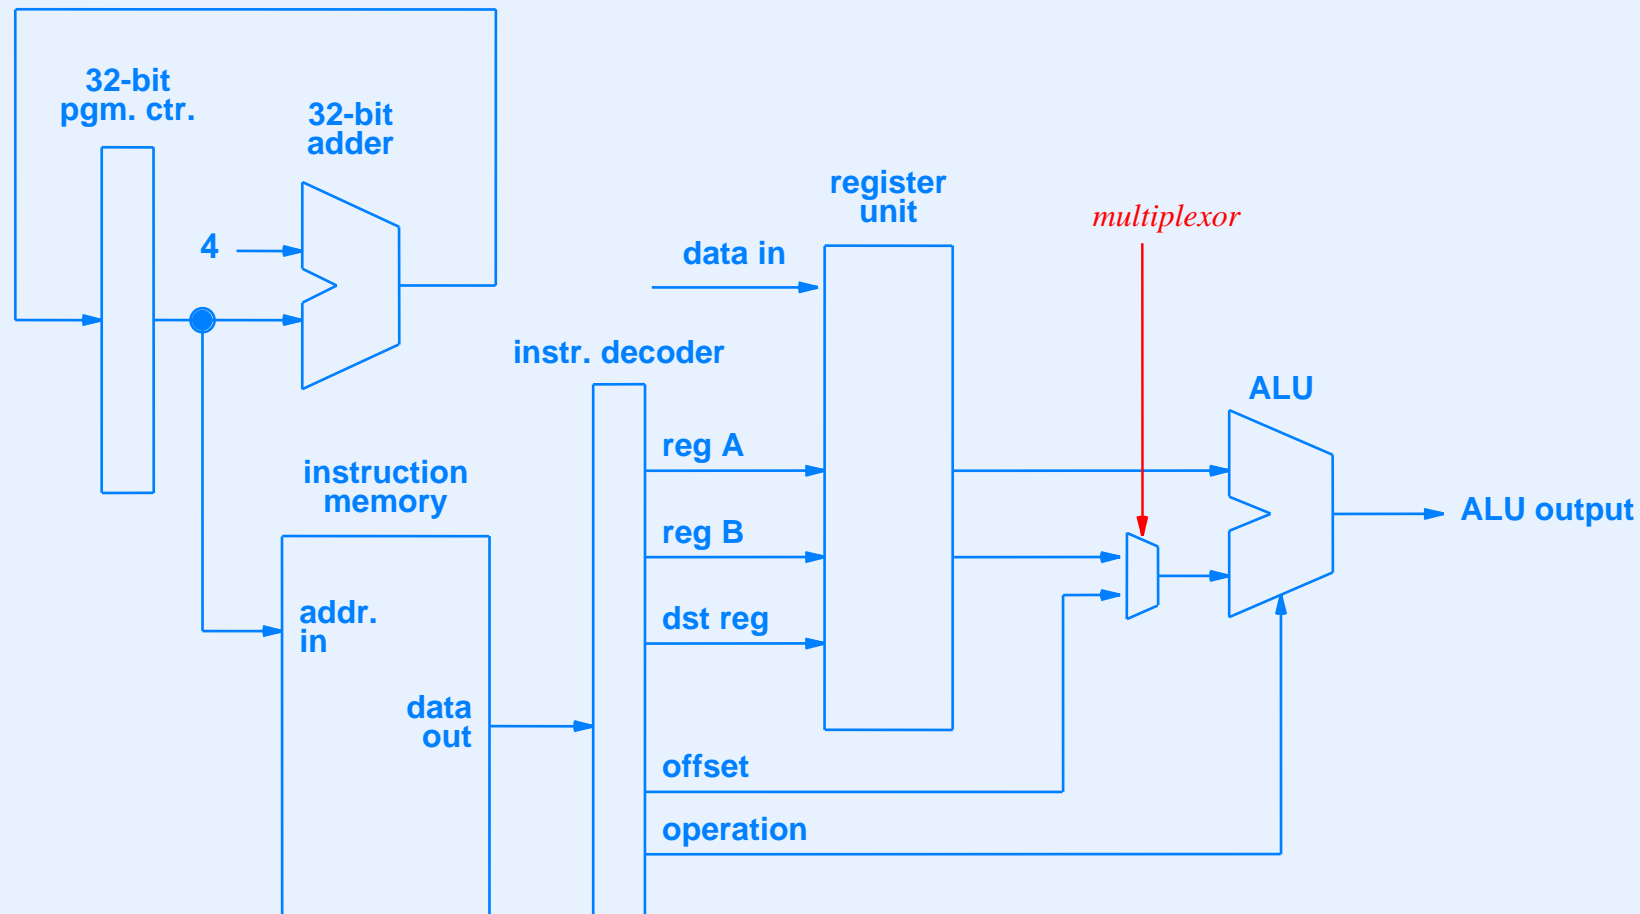 32-bit
pgm. ctr.
32-bit
adder
4
register
unit
multiplexor
data in
instr. decoder
ALU
reg A
instruction
memory
ALU output
reg B
addr.
in
dst reg
data
out
offset
operation